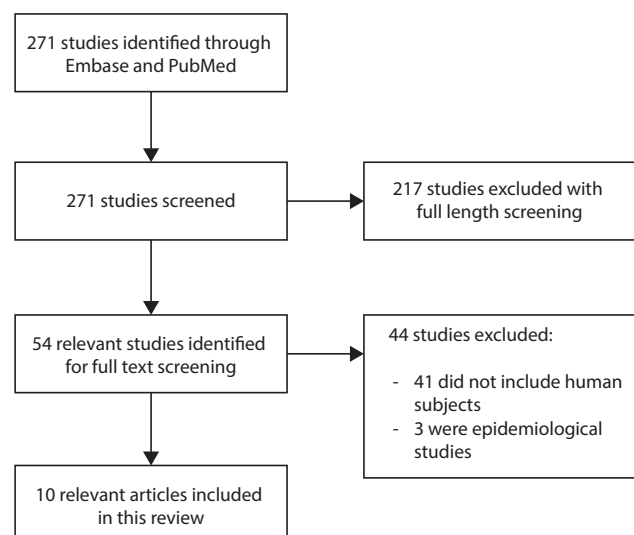 271 studies identified through
Embase and PubMed
271 studies screened
217 studies excluded with
full length screening
54 relevant studies identified
for full text screening
44 studies excluded:
- 41 did not include human
subjects
- 3 were epidemiological
studies
10 relevant articles included
in this review